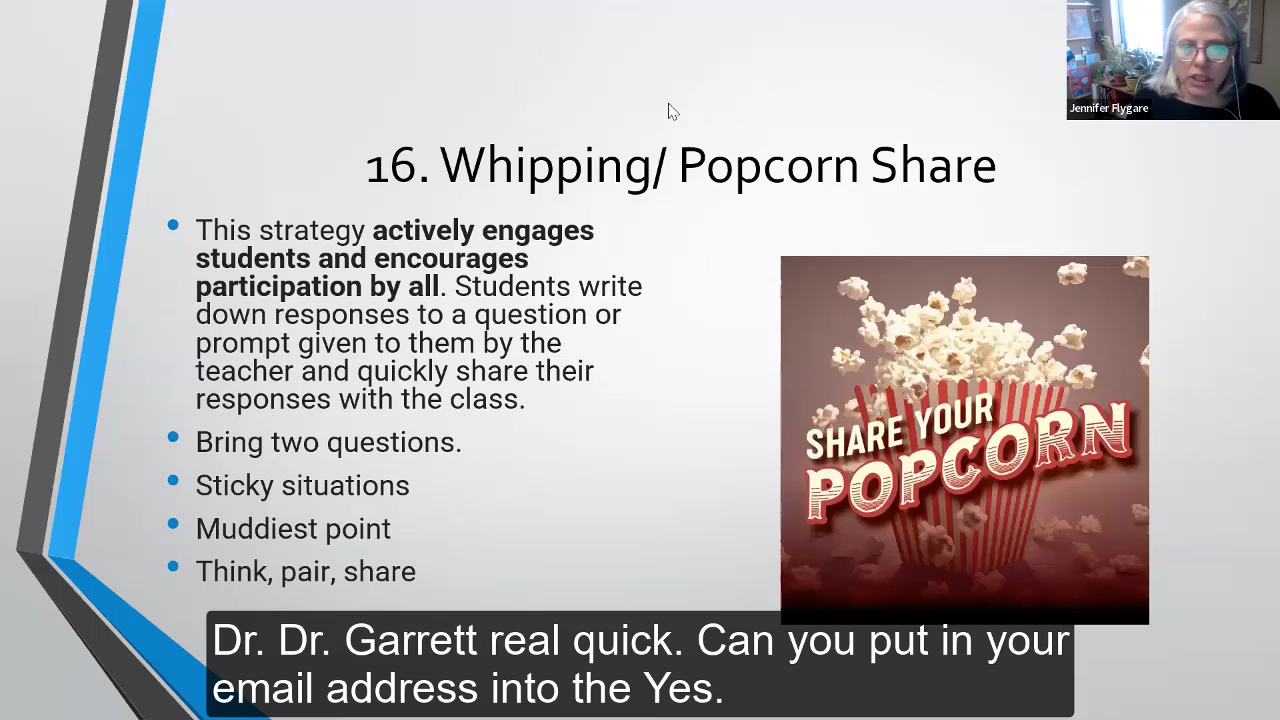 Jennifer Flygare
16. Whipping/ Popcorn Share
This strategy actively engages
students and encourages
participation by all. Students write
down responses to a question or
prompt given to them by the
teacher and quickly share their
responses with the class.
Bring two questions.
Sticky situations
Muddiest point
Think, pair, share
SHARE YOUR
POPCORN
Dr. Dr. Garrett real quick. Can you put in your
email address into the Yes.